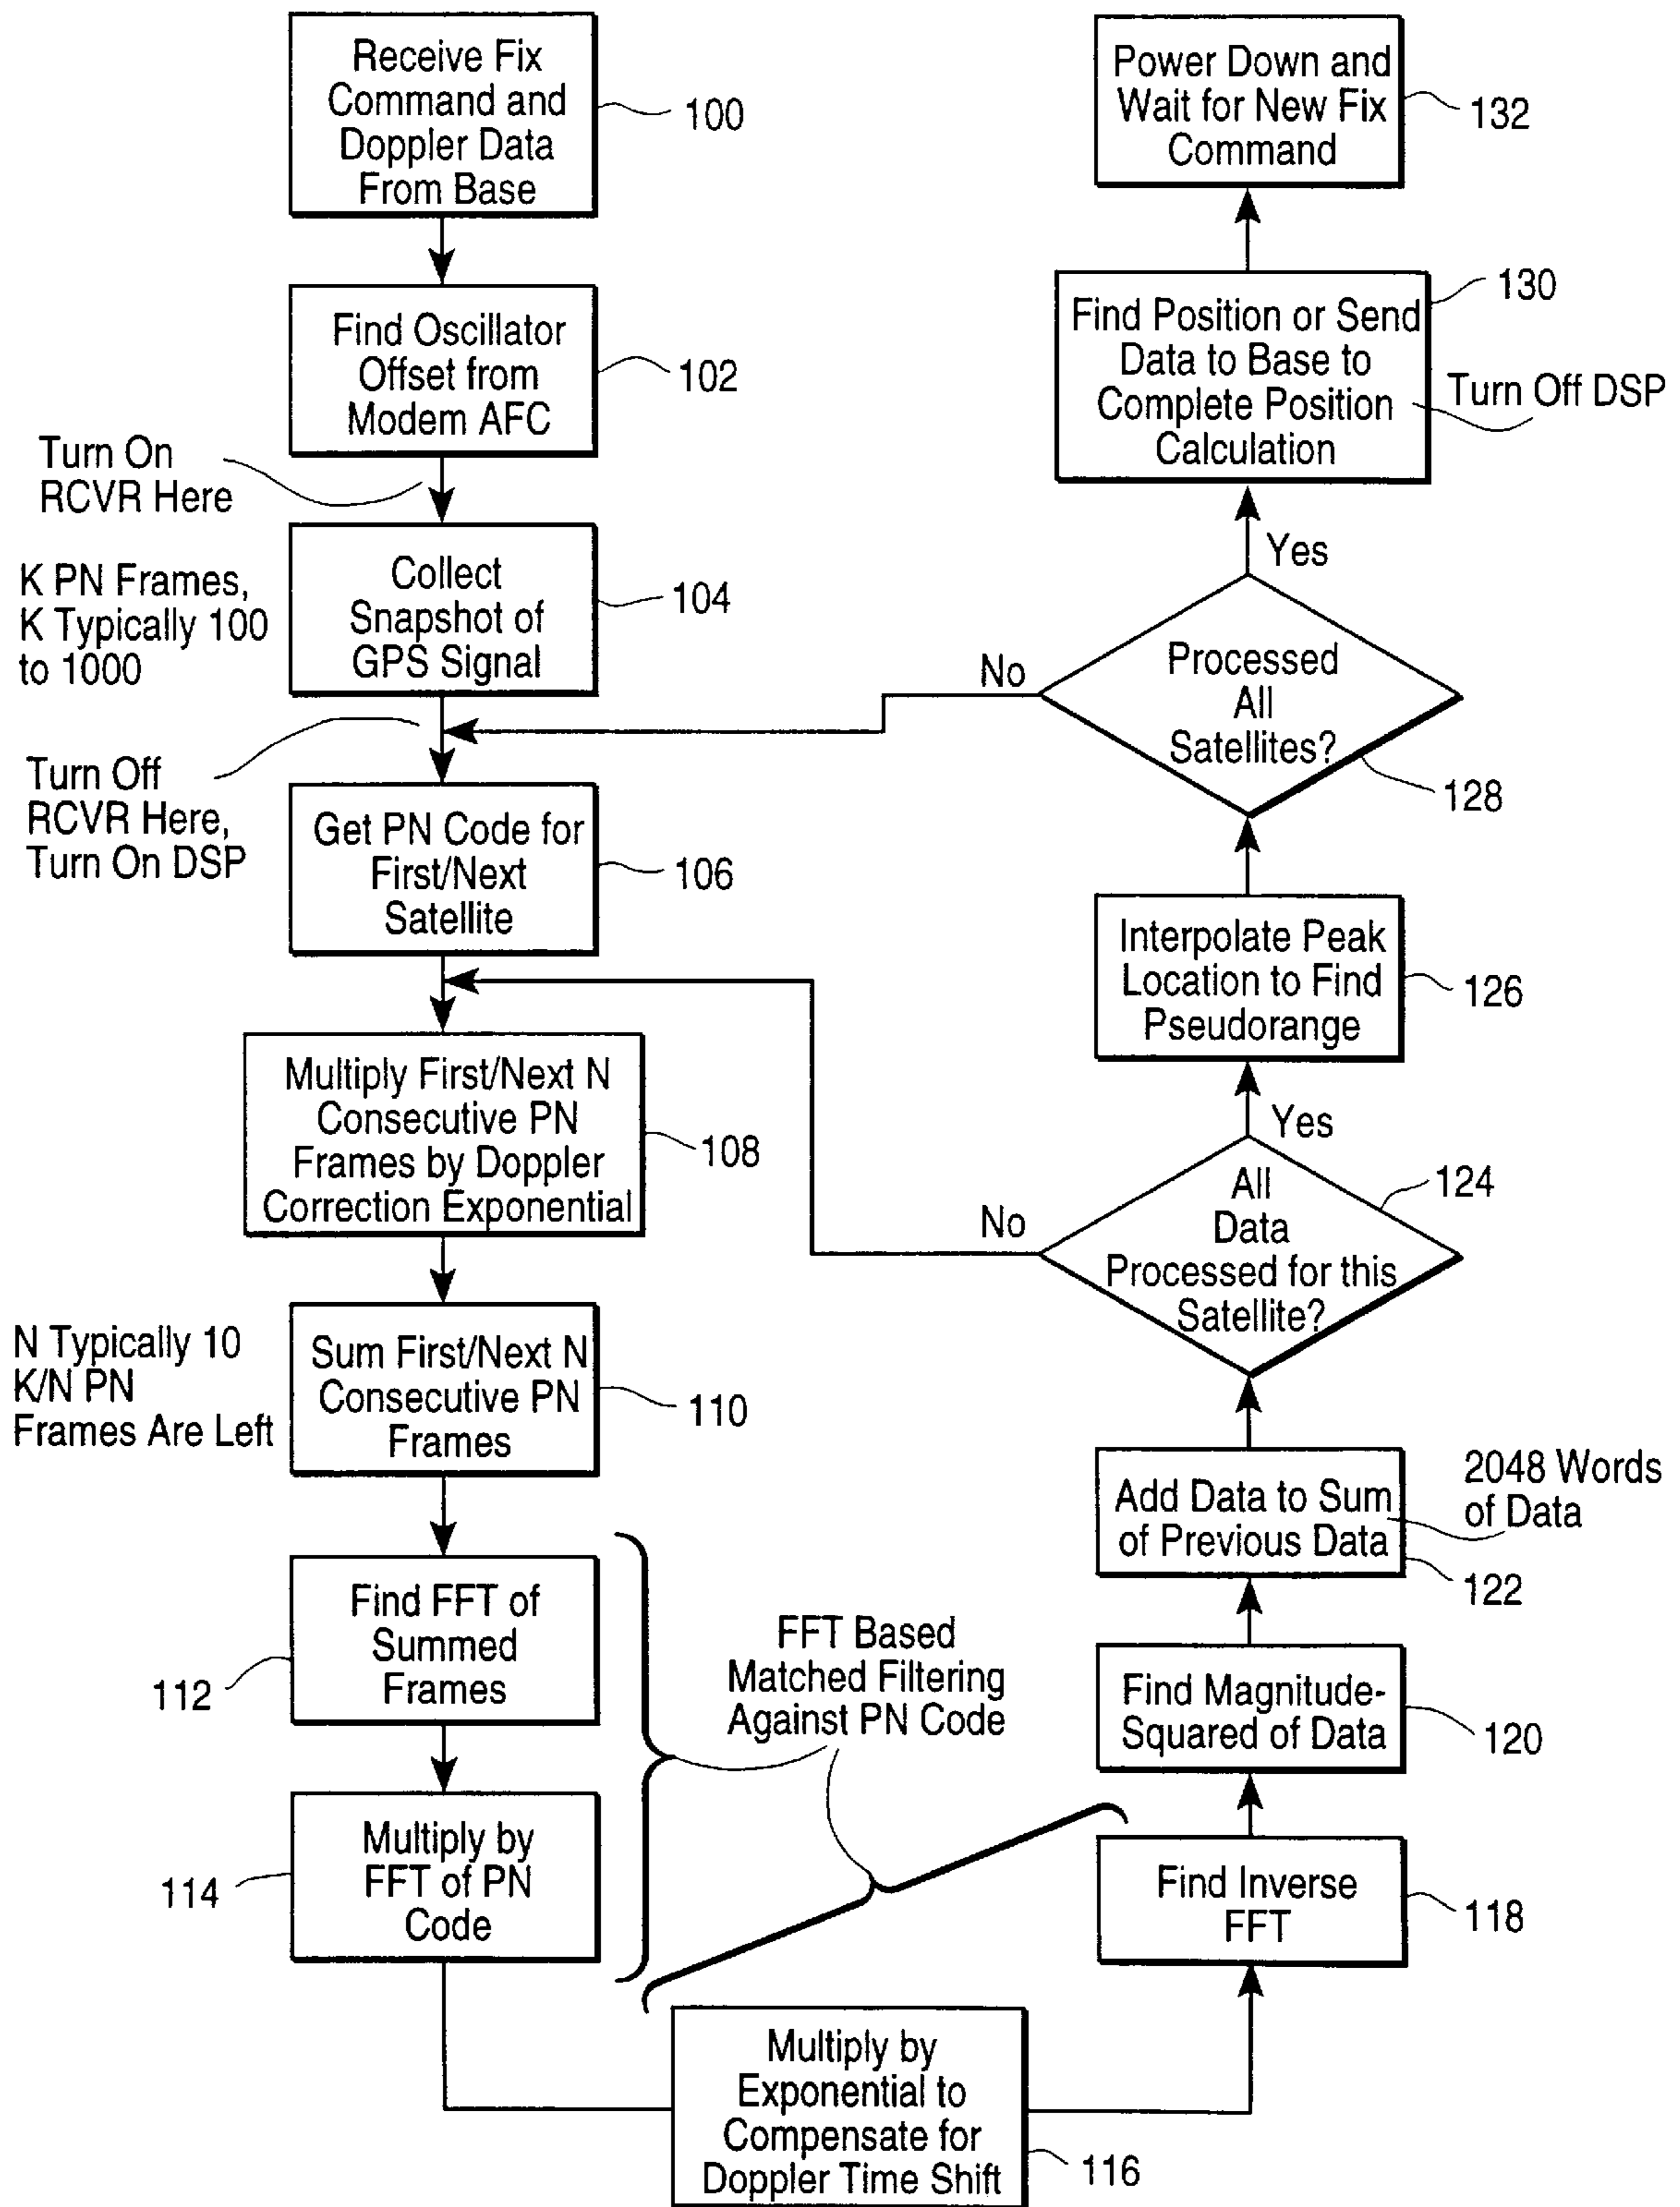 Receive Fix
Command and
Doppler Data
From Base
100
Find Oscillator
Offset from
Modem AFC
102
Turn On
RCVR Here
Collect
Snapshot of
GPS Signal
104
K PN Frames,
K Typically 100
to 1000
Turn Off
RCVR Here,
Turn On DSP
Get PN Code for
First/Next
Satellite
106
Multiply First/Next N
Consecutive PN
Frames by Doppler
Correction Exponential
108
N Typically 10
K/N PN
Frames Are Left
Sum First/Next N
Consecutive PN
Frames
110
Find FFT of
Summed
Frames
112
Multiply by
FFT of PN
Code
114
FFT Based
Matched Filtering
Against PN Code
Multiply by
Exponential to
Compensate for
Doppler Time Shift
116
Find Inverse
FFT
118
Find Magnitude-
Squared of Data
120
Add Data to Sum
of Previous Data
122
2048 Words
of Data
All
Data
Processed for this
Satellite?
124
No
Yes
Interpolate Peak
Location to Find
Pseudorange
126
Processed
All
Satellites?
128
No
Yes
Find Position or Send
Data to Base to
Complete Position
Calculation
130
Turn Off DSP
Power Down and
Wait for New Fix
Command
132